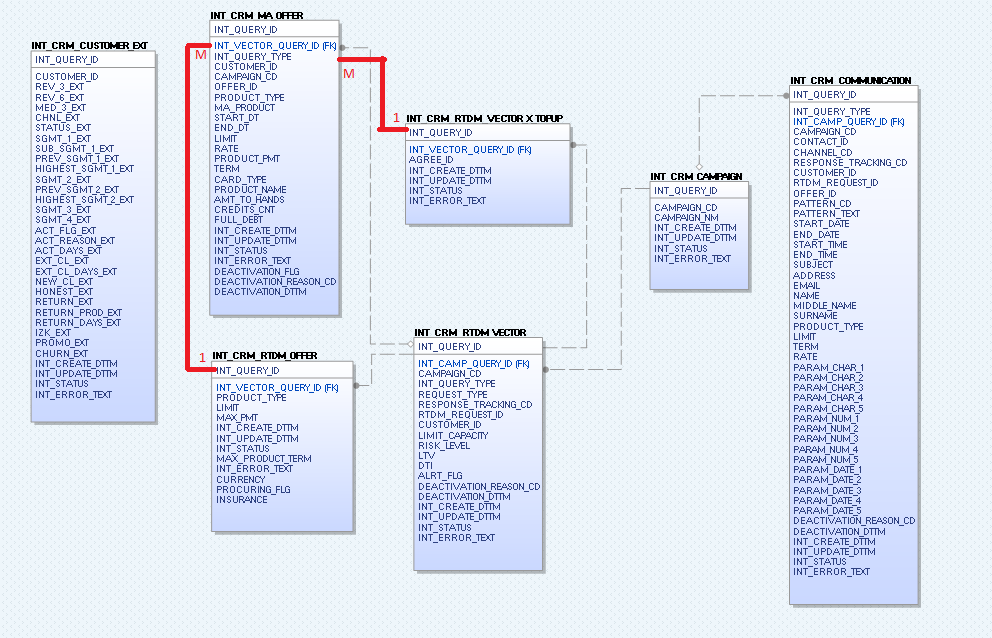 INT_CRM_CUSTOMER_EXT
INT_QUERY_ID
CUSTOMER_ID
REV_3_EXT
REV_6_EXT
MED_3_EXT
CHNL_EXT
STATUS_EXT
SGMT_1_EXT
SUB_SGMT_1_EXT
PREV_SGMT_1_EXT
HIGHEST_SGMT_1_EXT
SGMT_2_EXT
PREV_SGMT_2_EXT
HIGHEST_SGMT_2_EXT
SGMT_3_EXT
SGMT_4_EXT
ACT_FLG_EXT
ACT_REASON_EXT
ACT_DAYS_EXT
EXT_CL_EXT
EXT_CL_DAYS_EXT
NEW_CL_EXT
HONEST_EXT
RETURN_EXT
RETURN_PROD_EXT
RETURN_DAYS_EXT
IZK_EXT
PROMO_EXT
CHURN_EXT
INT_CREATE_DTTM
INT_UPDATE_DTTM
INT_STATUS
INT_ERROR_TEXT
INT_CRM_MA_OFFER
INT_QUERY_ID
INT_VECTOR_QUERY_ID (FK)
INT_QUERY_TYPE
CUSTOMER_ID
CAMPAIGN_CD
OFFER_ID
PRODUCT_TYPE
MA_PRODUCT
START_DT
END_DT
LIMIT
RATE
PRODUCT_PMT
TERM
CARD_TYPE
PRODUCT_NAME
AMT_TO_HANDS
CREDITS_CNT
FULL_DEBT
INT_CREATE_DTTM
INT_UPDATE_DTTM
INT_STATUS
INT_ERROR_TEXT
DEACTIVATION_FLG
DEACTIVATION_REASON_CD
DEACTIVATION_DTTM
M
M
1
1
INT_CRM_RTDM_OFFER
INT_QUERY_ID
INT_VECTOR_QUERY_ID (FK)
PRODUCT_TYPE
LIMIT
MAX_PMT
INT_CREATE_DTTM
INT_UPDATE_DTTM
INT_STATUS
MAX_PRODUCT_TERM
INT_ERROR_TEXT
CURRENCY
PROCURING_FLG
INSURANCE
INT_CRM_RTDM_VECTOR X TOPUP
INT_QUERY_ID
INT_VECTOR_QUERY_ID (FK)
AGREE_ID
INT_CREATE_DTTM
INT_UPDATE_DTTM
INT_STATUS
INT_ERROR_TEXT
INT_CRM_RTDM_VECTOR
INT_QUERY_ID
INT_CAMP_QUERY_ID (FK)
CAMPAIGN_CD
INT_QUERY_TYPE
REQUEST_TYPE
RESPONSE_TRACKING_CD
RTDM_REQUEST_ID
CUSTOMER_ID
LIMIT_CAPACITY
RISK_LEVEL
LTV
DTI
ALRT_FLG
DEACTIVATION_REASON_CD
DEACTIVATION_DTTM
INT_CREATE_DTTM
INT_UPDATE_DTTM
INT_STATUS
INT_ERROR_TEXT
INT_CRM_CAMPAIGN
INT_QUERY_ID
CAMPAIGN_CD
CAMPAIGN_NM
INT_CREATE_DTTM
INT_UPDATE_DTTM
INT_STATUS
INT_ERROR_TEXT
INT_CRM_COMMUNICATION
INT_QUERY_ID
INT_QUERY_TYPE
INT_CAMP_QUERY_ID (FK)
CAMPAIGN_CD
CONTACT_ID
CHANNEL_CD
RESPONSE_TRACKING_CD
CUSTOMER_ID
RTDM_REQUEST_ID
OFFER_ID
PATTERN_CD
PATTERN_TEXT
START_DATE
END_DATE
START_TIME
END_TIME
SUBJECT
ADDRESS
EMAIL
NAME
MIDDLE_NAME
SURNAME
PRODUCT_TYPE
LIMIT
TERM
RATE
PARAM_CHAR_1
PARAM_CHAR_2
PARAM_CHAR_3
PARAM_CHAR_4
PARAM_CHAR_5
PARAM_NUM_1
PARAM_NUM_2
PARAM_NUM_3
PARAM_NUM_4
PARAM_NUM_5
PARAM_DATE_1
PARAM_DATE_2
PARAM_DATE_3
PARAM_DATE_4
PARAM_DATE_5
DEACTIVATION_REASON_CD
DEACTIVATION_DTTM
INT_CREATE_DTTM
INT_UPDATE_DTTM
INT_STATUS
INT_ERROR_TEXT